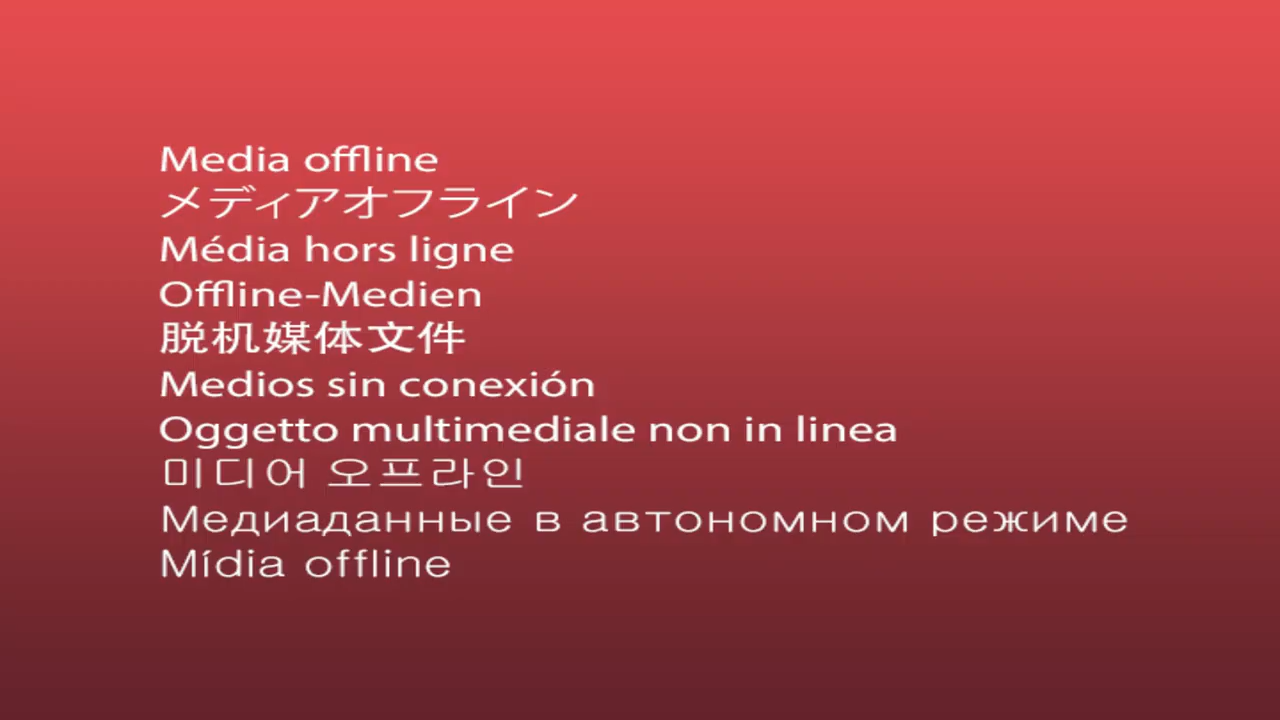 Media offline
メディアオフライン
Média hors ligne
Offline-Medien
脱机媒体文件
Medios sin conexión
Oggetto multimediale non in linea
미디어 오프라인
Медиаданные в автономном режиме
Mídia offline